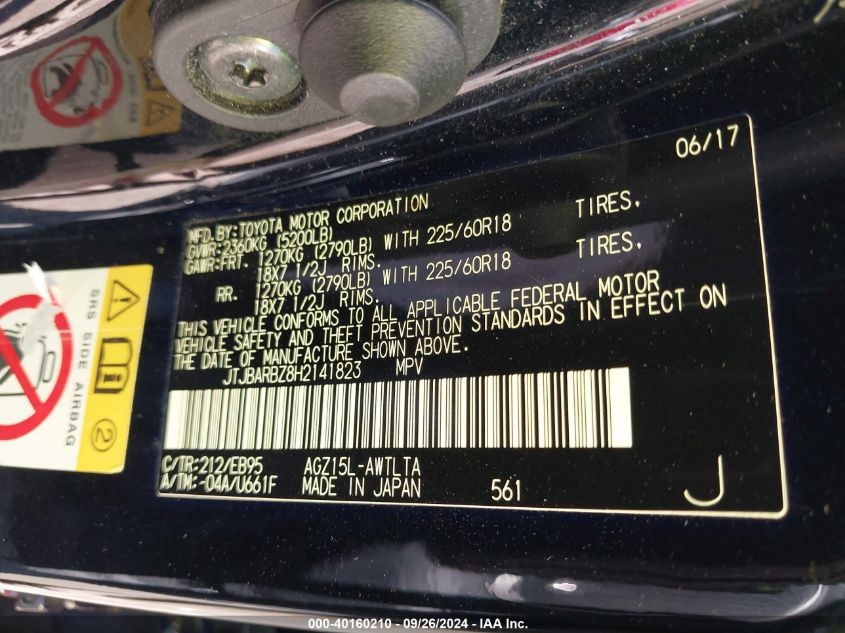 06/17
MFD.BY:TOYOTA MOTOR CORPORATION
GVWR:2360KG (5200LB)
GAWR:FRT. 1270KG (2790LB) WITH 225/60R18 TIRES,
18X7 1/2J RIMS.
RR. 1270KG (2790LB) WITH 225/60R18 TIRES,
18X7 1/2J RIMS.
THIS VEHICLE CONFORMS TO ALL APPLICABLE FEDERAL MOTOR
VEHICLE SAFETY AND THEFT PREVENTION STANDARDS IN EFFECT ON
THE DATE OF MANUFACTURE SHOWN ABOVE.
JTJBARBZ8H2141823 MPV
C/TR:212/EB95 AGZ15L-AWTLTA
A/TM:-04A/U661F MADE IN JAPAN 561 J
SRS SIDE AIRBAG
2
000-40160210 - 09/26/2024 - IAA Inc.